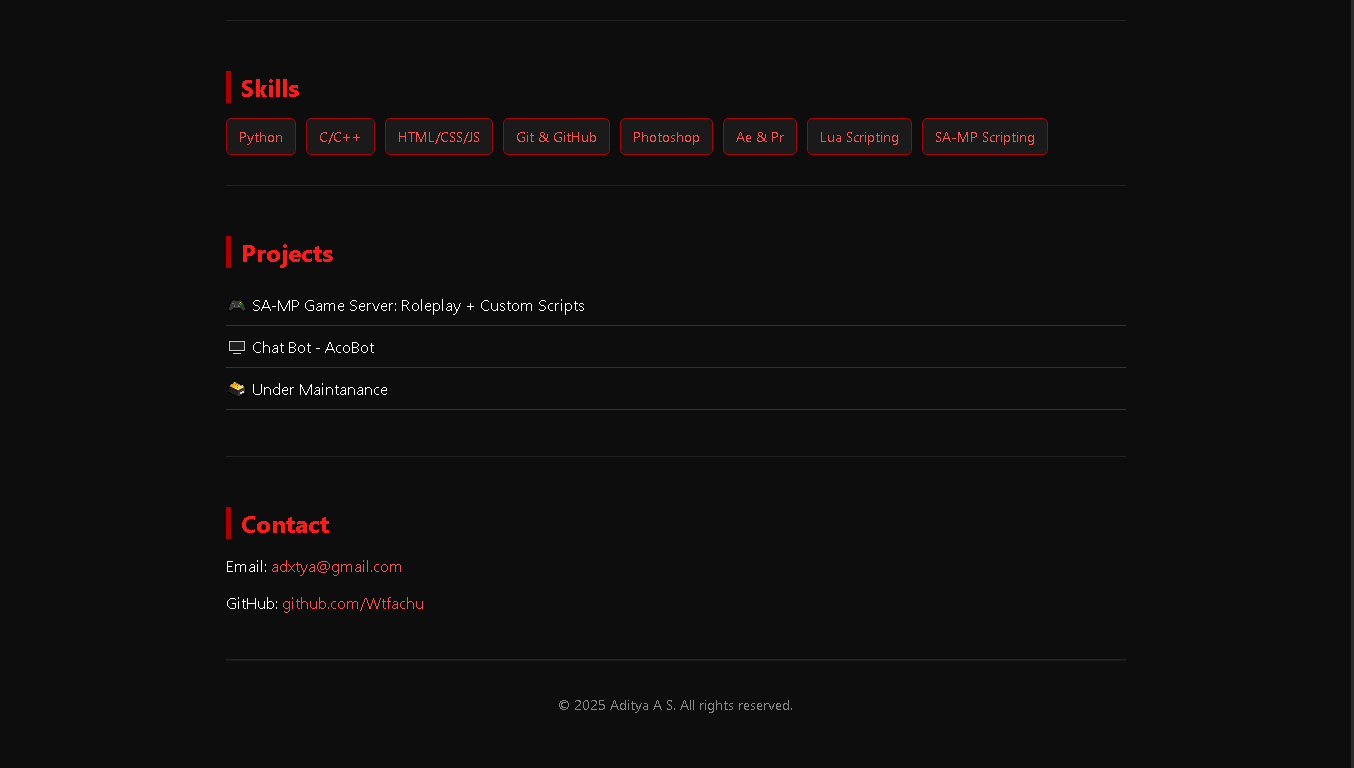 Skills
Python C/C++ HTML/CSS/JS Git & GitHub Photoshop Ae & Pr Lua Scripting SA-MP Scripting
Projects
🎮 SA-MP Game Server: Roleplay + Custom Scripts
🖥 Chat Bot - AcoBot
🗳 Under Maintanance
Contact
Email: adxtya@gmail.com
GitHub: github.com/Wtfachu
© 2025 Aditya A S. All rights reserved.